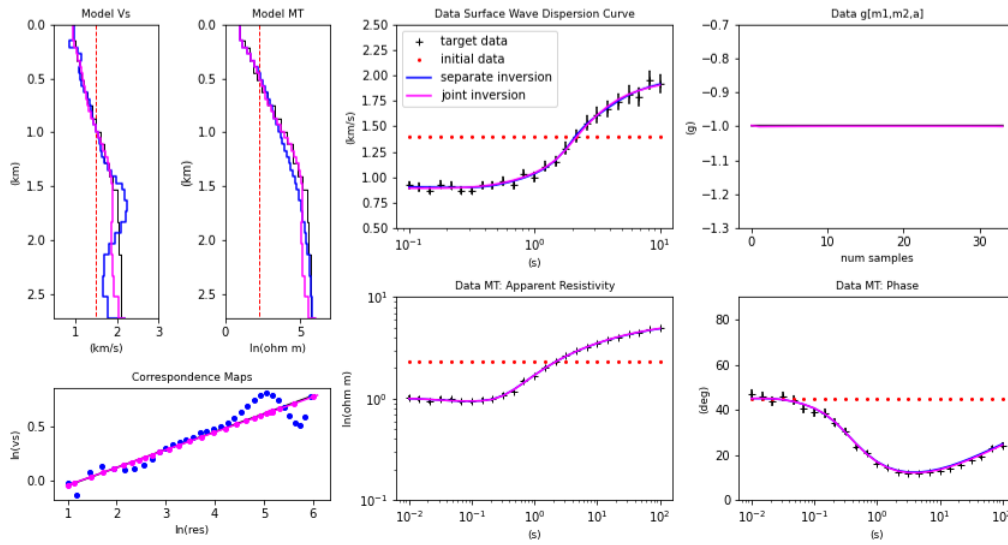 Model Vs
0.0
0.5
1.0
1.5
2.0
2.5
(km)
1 2 3
(km/s)
Model MT
0.0
0.5
1.0
1.5
2.0
2.5
(km)
0 5
ln(ohm m)
Data Surface Wave Dispersion Curve
2.50
2.25
2.00
1.75
1.50
1.25
1.00
0.75
0.50
(km/s)
target data
initial data
separate inversion
joint inversion
10⁻¹ 10⁰ 10¹
(s)
Data g[m1,m2,a]
-0.7
−0.8
−0.9
−1.0
−1.1
−1.2
−1.3
(g)
0 10 20 30
num samples
Correspondence Maps
0.5
0.0
ln(vs)
1 2 3 4 5 6
ln(res)
Data MT: Apparent Resistivity
10¹
10⁰
10⁻¹
ln(ohm m)
10⁻² 10⁻¹ 10⁰ 10¹ 10²
(s)
Data MT: Phase
80
60
40
20
0
(deg)
10⁻² 10⁻¹ 10⁰ 10¹ 10²
(s)